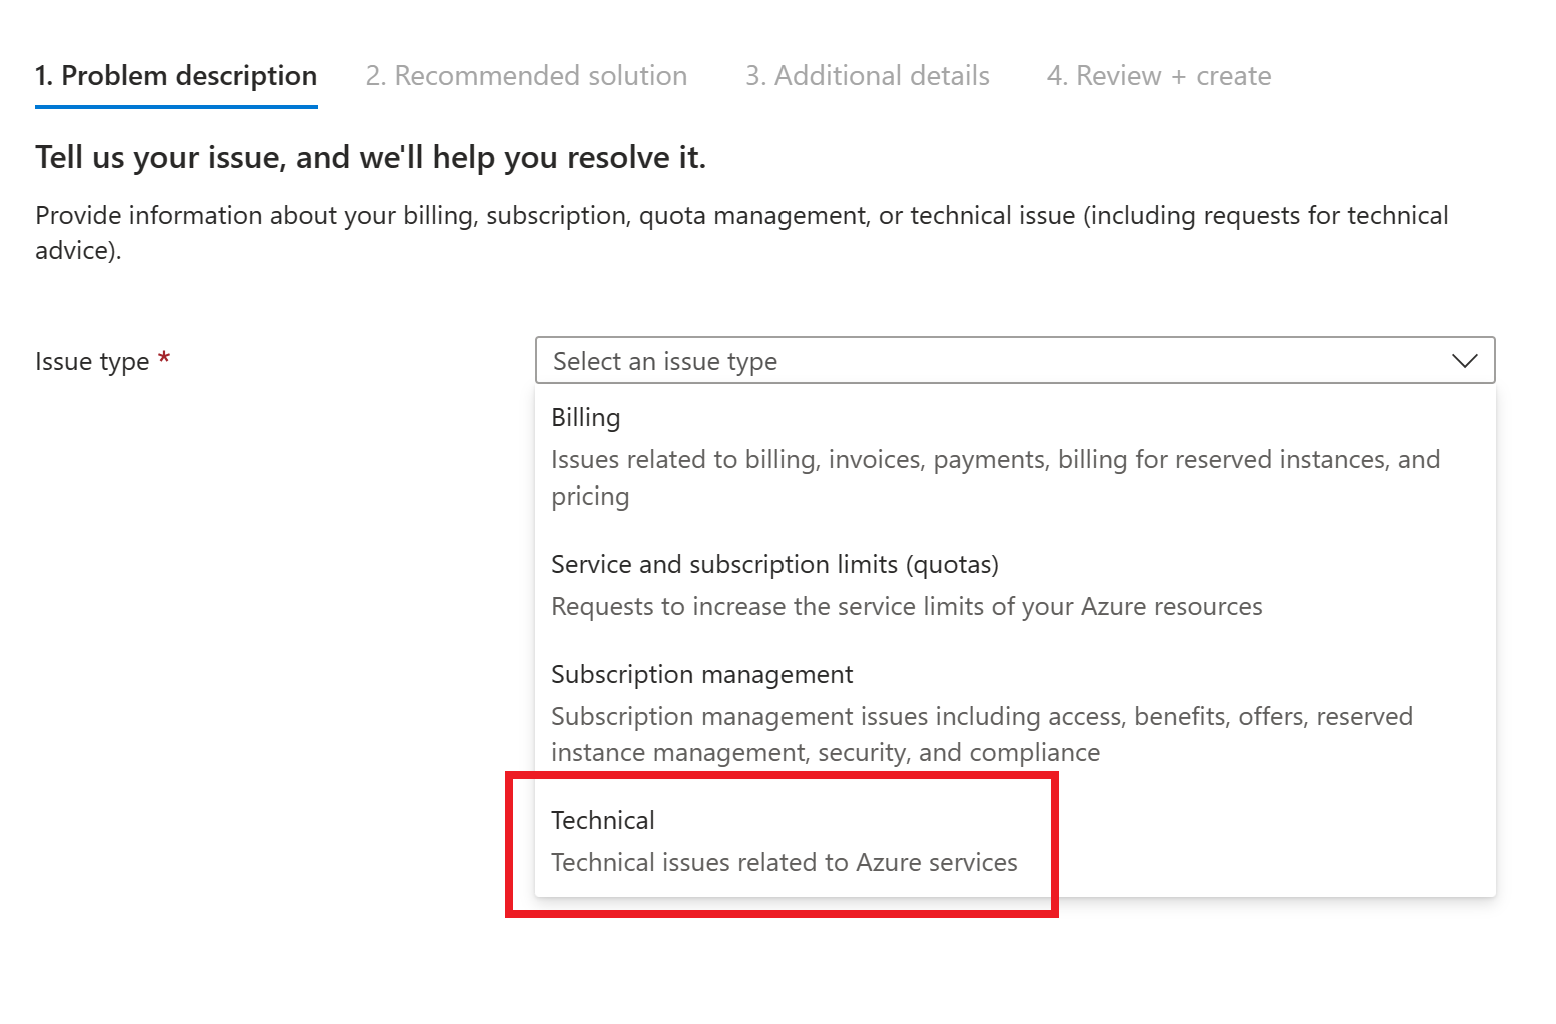 1. Problem description 2. Recommended solution 3. Additional details 4. Review + create
Tell us your issue, and we'll help you resolve it.
Provide information about your billing, subscription, quota management, or technical issue (including requests for technical
advice).
Issue type * Select an issue type
Billing
Issues related to billing, invoices, payments, billing for reserved instances, and
pricing
Service and subscription limits (quotas)
Requests to increase the service limits of your Azure resources
Subscription management
Subscription management issues including access, benefits, offers, reserved
instance management, security, and compliance
Technical
Technical issues related to Azure services